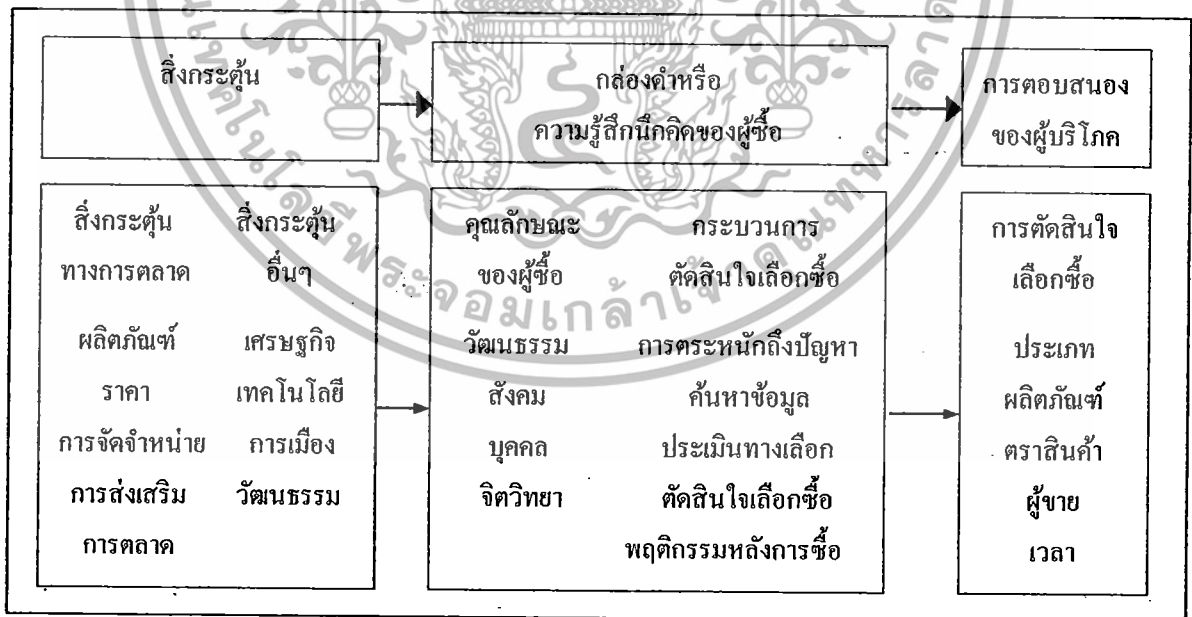 สิ่งกระตุ้น
กล่องดำหรือ
ความรู้สึกนึกคิดของผู้ซื้อ
การตอบสนอง
ของผู้บริโภค
สิ่งกระตุ้น
ทางการตลาด
ผลิตภัณฑ์
ราคา
การจัดจำหน่าย
การส่งเสริม
การตลาด
สิ่งกระตุ้น
อื่นๆ
เศรษฐกิจ
เทคโนโลยี
การเมือง
วัฒนธรรม
คุณลักษณะ
ของผู้ซื้อ
วัฒนธรรม
สังคม
บุคคล
จิตวิทยา
กระบวนการ
ตัดสินใจเลือกซื้อ
การตระหนักถึงปัญหา
ค้นหาข้อมูล
ประเมินทางเลือก
ตัดสินใจเลือกซื้อ
พฤติกรรมหลังการซื้อ
การตัดสินใจ
เลือกซื้อ
ประเภท
ผลิตภัณฑ์
ตราสินค้า
ผู้ขาย
เวลา